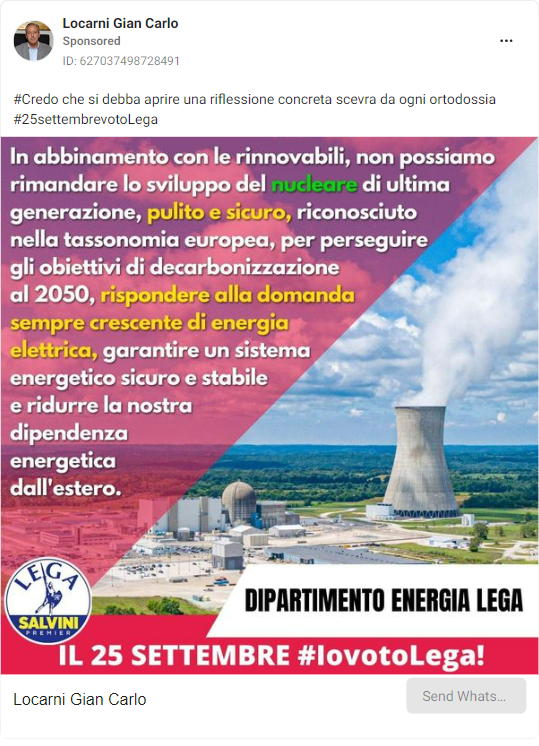 Locarni Gian Carlo
Sponsored
ID: 627037498728491
#Credo che si debba aprire una riflessione concreta scevra da ogni ortodossia
#25settembrevotoLega
In abbinamento con le rinnovabili, non possiamo
rimandare lo sviluppo del nucleare di ultima
generazione, pulito e sicuro, riconosciuto
nella tassonomia europea, per perseguire
gli obiettivi di decarbonizzazione
al 2050, rispondere alla domanda
sempre crescente di energia
elettrica, garantire un sistema
energetico sicuro e stabile
e ridurre la nostra
dipendenza
energetica
dall'estero.
LEGA
SALVINI
PREMIER
DIPARTIMENTO ENERGIA LEGA
IL 25 SETTEMBRE #IovotoLega!
Locarni Gian Carlo
Send Whats...